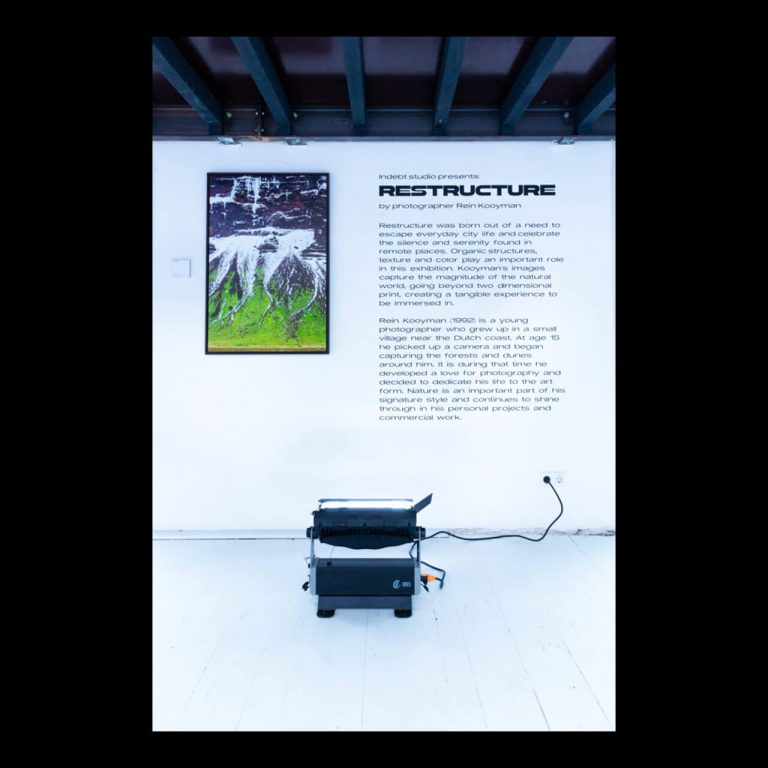 Indebt studio presents:
RESTRUCTURE
by photographer Rein Kooyman
Restructure was born out of a need to
escape everyday city life and celebrate
the silence and serenity found in
remote places. Organic structures,
texture and color play an important role
in this exhibition. Kooyman's images
capture the magnitude of the natural
world, going beyond two dimensional
print, creating a tangible experience to
be immersed in.
Rein Kooyman (1992) is a young
photographer who grew up in a small
village near the Dutch coast. At age 15
he picked up a camera and began
capturing the forests and dunes
around him. It is during that time he
developed a love for photography and
decided to dedicate his life to the art
form. Nature is an important part of his
signature style and continues to shine
through in his personal projects and
commercial work.